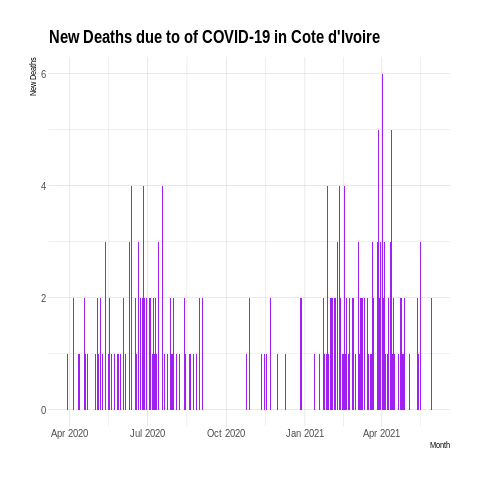 New Deaths due to of COVID-19 in Cote d'Ivoire
New Deaths
6
4
2
0
Apr 2020 Jul 2020 Oct 2020 Jan 2021 Apr 2021
Month